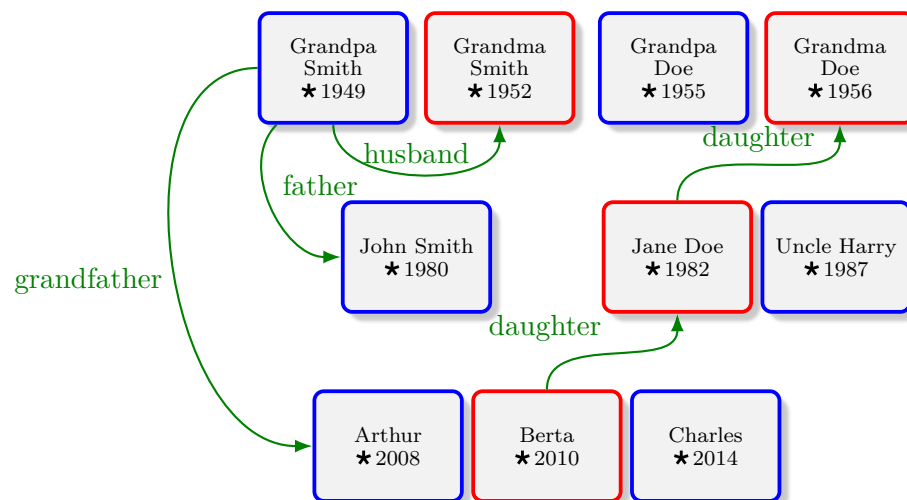 Grandpa
Smith
★ 1949
Grandma
Smith
★ 1952
Grandpa
Doe
★ 1955
Grandma
Doe
★ 1956
husband
daughter
father
John Smith
★ 1980
Jane Doe
★ 1982
Uncle Harry
★ 1987
grandfather
daughter
Arthur
★ 2008
Berta
★ 2010
Charles
★ 2014